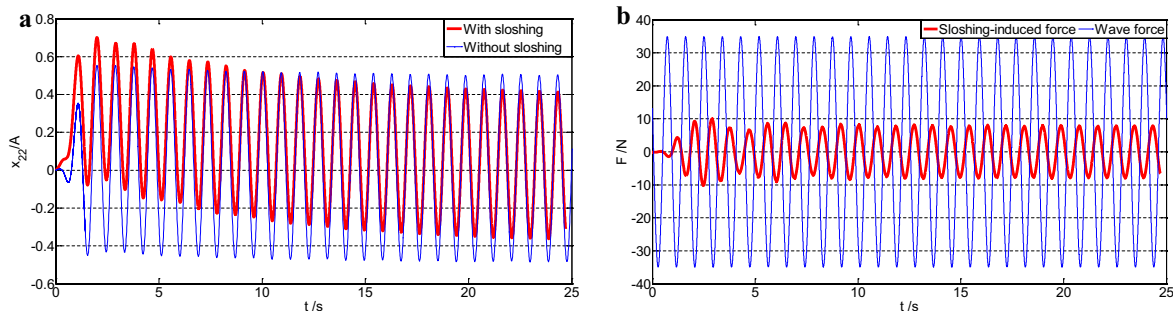 a
0.8
0.6
0.4
0.2
0
-0.2
-0.4
-0.6
x22/A
With sloshing
Without sloshing
0
5
10
15
20
25
t /s
b
40
30
20
10
0
-10
-20
-30
-40
F /N
Sloshing-induced force
Wave force
0
5
10
15
20
25
t /s